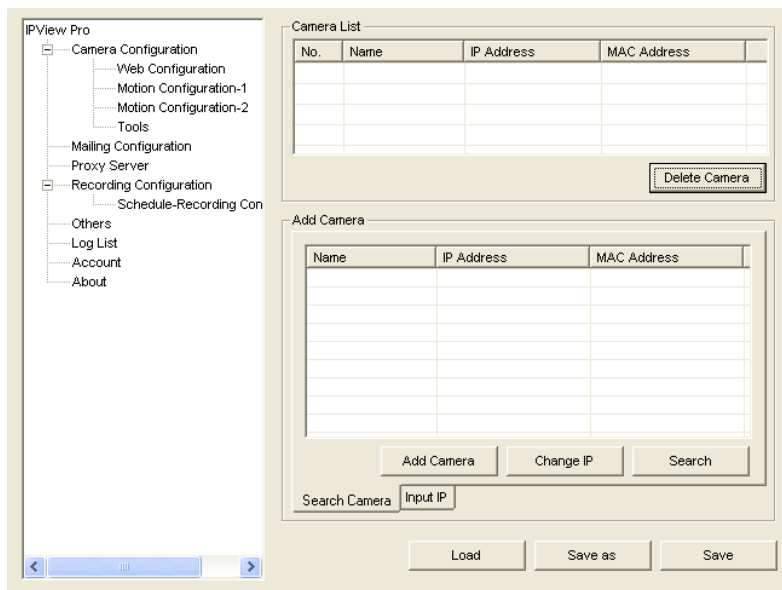 IPView Pro
Camera Configuration
Web Configuration
Motion Configuration-1
Motion Configuration-2
Tools
Mailing Configuration
Proxy Server
Recording Configuration
Schedule-Recording Con
Others
Log List
Account
About
Camera List
No. Name IP Address MAC Address
Delete Camera
Add Camera
Name IP Address MAC Address
Add Camera Change IP Search
Search Camera Input IP
Load Save as Save